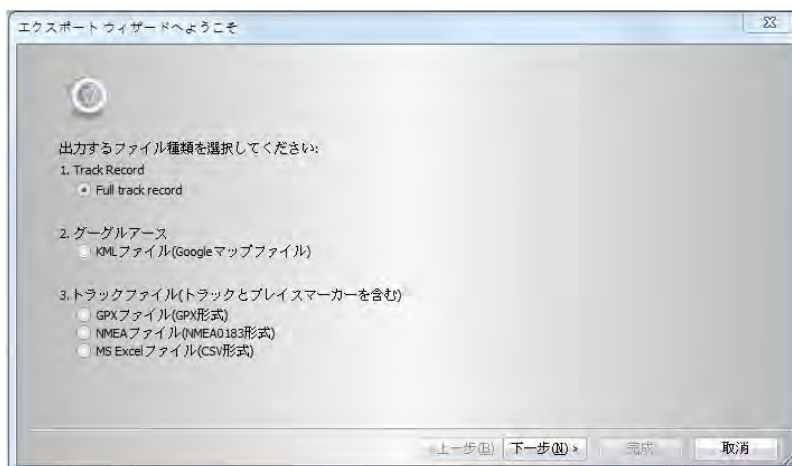 エクスポート ウィザードへようこそ
出力するファイル種類を選択してください:
1. Track Record
Full track record
2. グーグルアース
KMLファイル(Googleマップファイル)
3.トラックファイル(トラックとプレイスマーカーを含む)
GPXファイル(GPX形式)
NMEAファイル(NMEA0183形式)
MS Excelファイル(CSV形式)
<上一步(B) 下一步(N)> 完成 取消